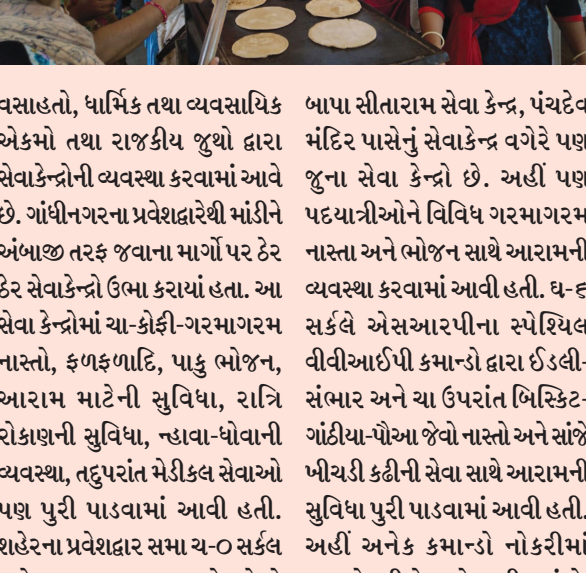 વસાહતો, ધાર્મિક તથા વ્યવસાયિક
એકમો તથા રાજકીય જુથો દ્વારા
સેવાકેન્દ્રોની વ્યવસ્થા કરવામાં આવે
છે. ગાંધીનગરના પ્રવેશદ્વારેથી માંડીને
અંબાજી તરફ જવાના માર્ગો પર ઠેર
ઠેર સેવાકેન્દ્રો ઉભા કરાયાં હતા. આ
સેવા કેન્દ્રોમાં ચા-કોફી-ગરમાગરમ
નાસ્તો, ફળફળાદિ, પાકુ ભોજન,
આરામ માટેની સુવિધા, રાત્રિ
રોકાણની સુવિધા, ન્હાવા-ધોવાની
વ્યવસ્થા, તદુપરાંત મેડીકલ સેવાઓ
પણ પુરી પાડવામાં આવી હતી.
શહેરના પ્રવેશદ્વાર સમા ચ-૦ સર્કલ
બાપા સીતારામ સેવા કેન્દ્ર, પંચદેવ
મંદિર પાસેનું સેવાકેન્દ્ર વગેરે પણ
જુના સેવા કેન્દ્રો છે. અહીં પણ
પદયાત્રીઓને વિવિધ ગરમાગરમ
નાસ્તા અને ભોજન સાથે આરામની
વ્યવસ્થા કરવામાં આવી હતી. ઘ-૬
સર્કલે એસઆરપીના સ્પેશ્યિલ
વીવીઆઈપી કમાન્ડો દ્વારા ઈડલી-
સંભાર અને ચા ઉપરાંત બિસ્કિટ-
ગાંઠીયા-પૌઆ જેવો નાસ્તો અને સાંજે
ખીચડી કઢીની સેવા સાથે આરામની
સુવિધા પુરી પાડવામાં આવી હતી.
અહીં અનેક કમાન્ડો નોકરીમાં